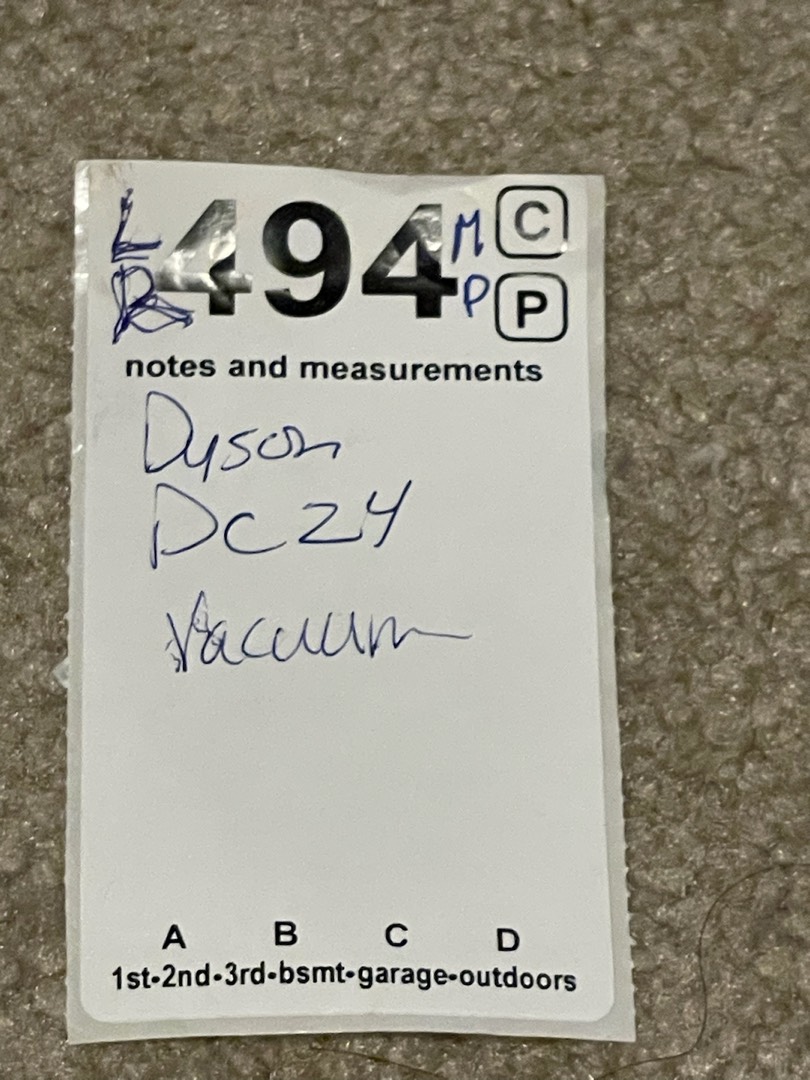 L 494 M C
R P P
notes and measurements
Dyson
DC24
Vacuum
A B C D
1st-2nd-3rd-bsmt-garage-outdoors